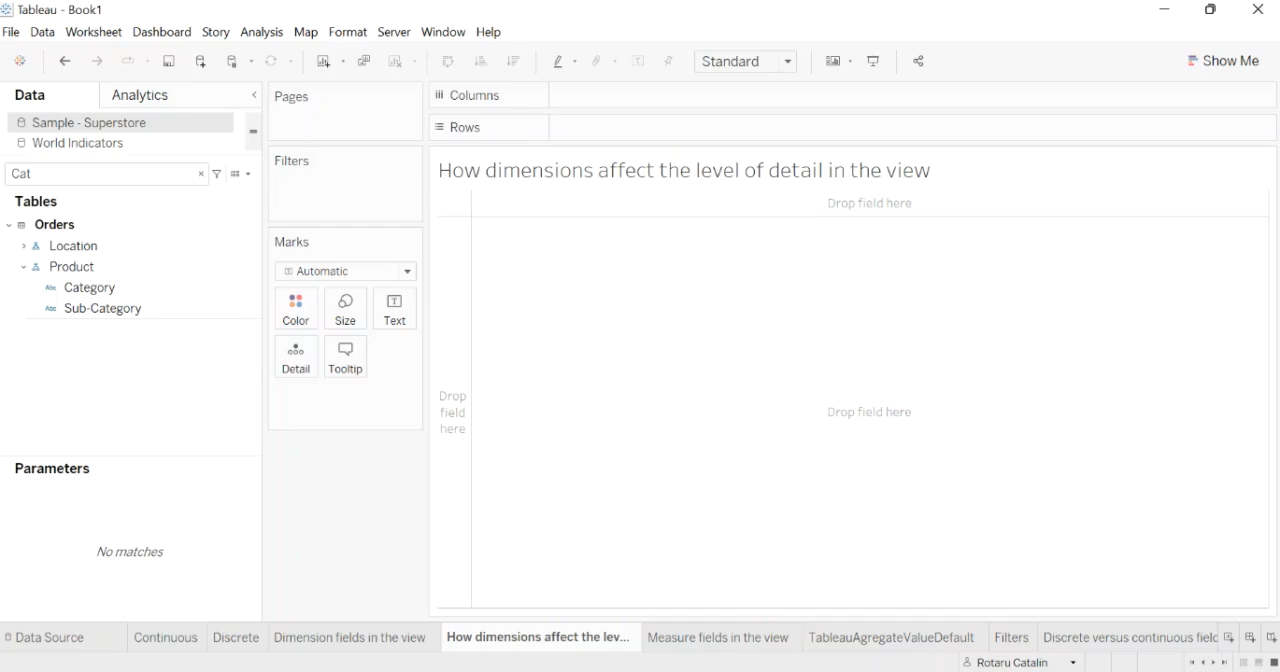 Tableau - Book1
File Data Worksheet Dashboard Story Analysis Map Format Server Window Help
Standard
Show Me
Data Analytics
Sample - Superstore
World Indicators
Cat
Tables
Orders
Location
Product
Abc Category
Abc Sub-Category
Parameters
No matches
Pages
Filters
Marks
Automatic
Color Size Text
Detail Tooltip
Columns
Rows
How dimensions affect the level of detail in the view
Drop field here
Drop
field
here
Drop field here
Data Source Continuous Discrete Dimension fields in the view How dimensions affect the lev... Measure fields in the view TableauAgregateValueDefault Filters Discrete versus continuous fielc
Rotaru Catalin